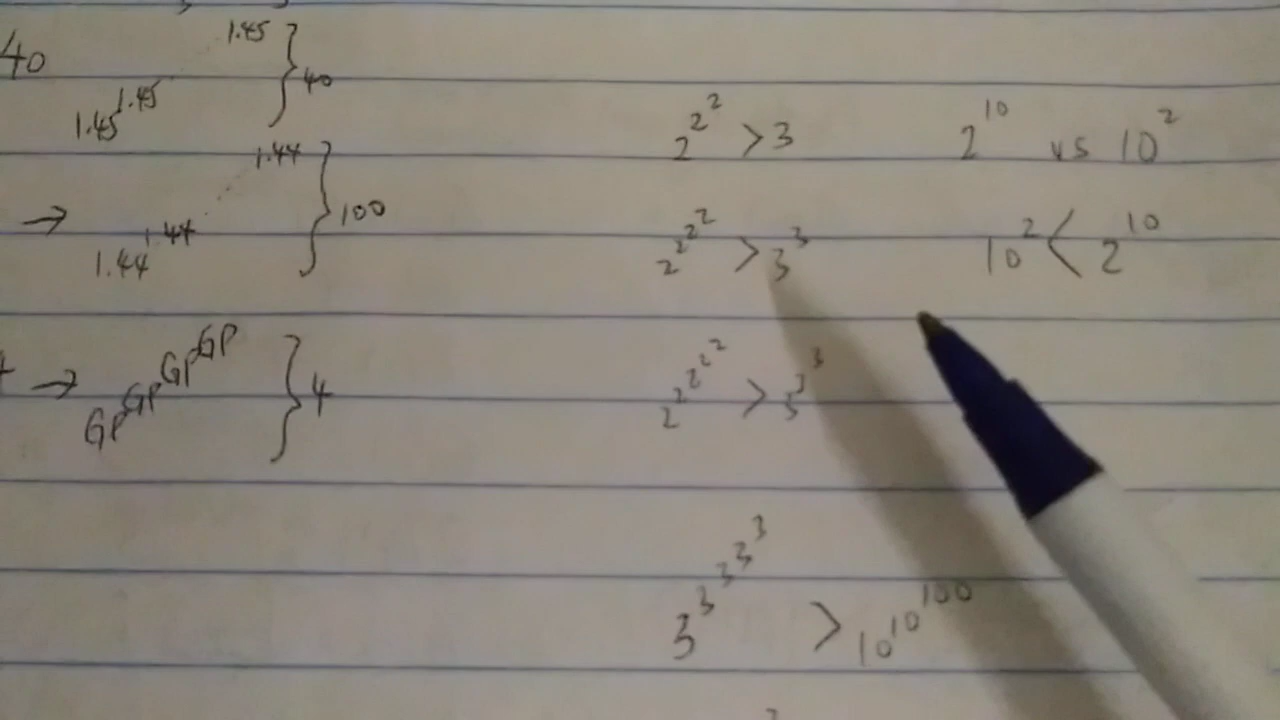 40 1.45^1.45^⋰^1.45 } 40
→ 1.44^1.44^⋰^1.44 } 100
→ GP^GP^GP^GP } 4
2^2^2 > 3
2^2^2^2 > 3^3
2^2^2^2^2 > 3^3^3
3^3^3^3^3 > 10^10^100
2^10 vs 10^2
10^2 < 2^10